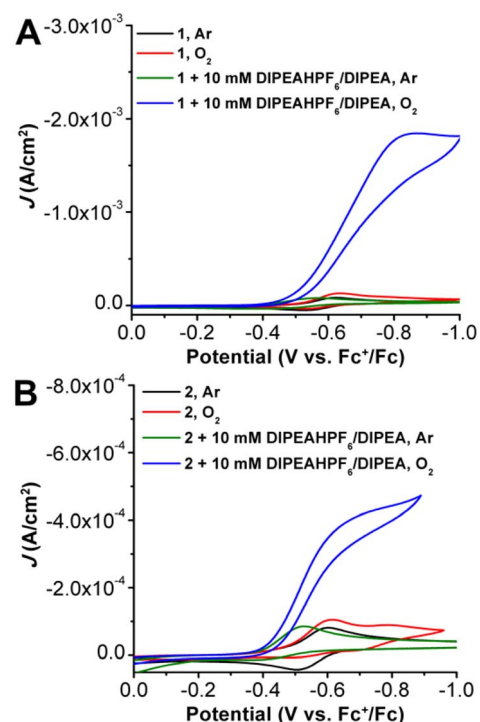 A
1, Ar
1, O₂
1 + 10 mM DIPEAHPF₆/DIPEA, Ar
1 + 10 mM DIPEAHPF₆/DIPEA, O₂
J (A/cm²)
-3.0x10⁻³
-2.0x10⁻³
-1.0x10⁻³
0.0
0.0 -0.2 -0.4 -0.6 -0.8 -1.0
Potential (V vs. Fc⁺/Fc)
B
2, Ar
2, O₂
2 + 10 mM DIPEAHPF₆/DIPEA, Ar
2 + 10 mM DIPEAHPF₆/DIPEA, O₂
J (A/cm²)
-8.0x10⁻⁴
-6.0x10⁻⁴
-4.0x10⁻⁴
-2.0x10⁻⁴
0.0
0.0 -0.2 -0.4 -0.6 -0.8 -1.0
Potential (V vs. Fc⁺/Fc)